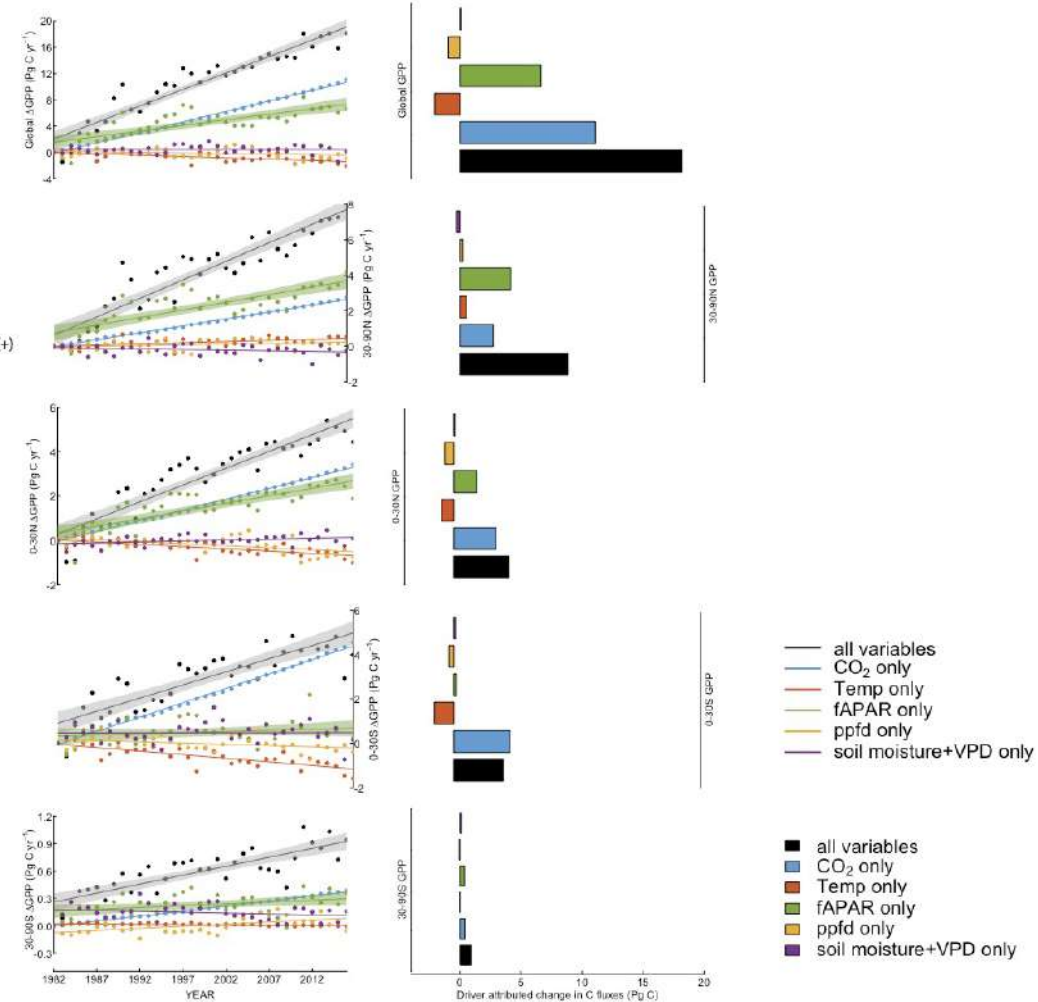 20
16
12
8
4
0
-4
Global ΔGPP (Pg C yr⁻¹)
Global GPP
8
6
4
2
0
-2
30-90N ΔGPP (Pg C yr⁻¹)
30-90N GPP
(+)
6
4
2
0
-2
0-30N ΔGPP (Pg C yr⁻¹)
0-30N GPP
6
4
2
0
-2
0-30S ΔGPP (Pg C yr⁻¹)
0-30S GPP
all variables
CO₂ only
Temp only
fAPAR only
ppfd only
soil moisture+VPD only
1.2
0.9
0.6
0.3
0.0
-0.3
30-90S ΔGPP (Pg C yr⁻¹)
30-90S GPP
all variables
CO₂ only
Temp only
fAPAR only
ppfd only
soil moisture+VPD only
1982 1987 1992 1997 2002 2007 2012
YEAR
0 5 10 15 20
Driver attributed change in C fluxes (Pg C)